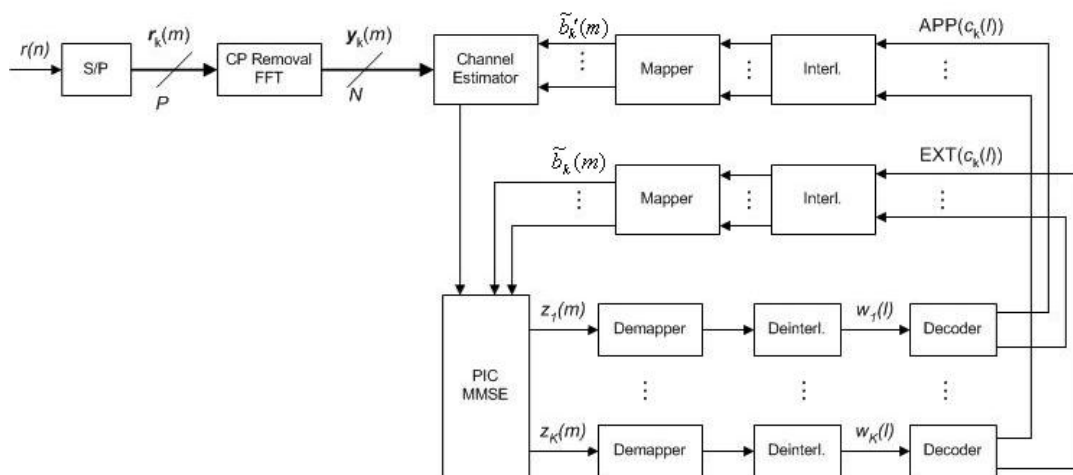 r(n)
S/P
r_k(m)
P
CP Removal
FFT
y_k(m)
N
Channel
Estimator
b̃_k'(m)
⋮
Mapper
⋮
Interl.
APP(c_k(l))
⋮
b̃_k(m)
⋮
Mapper
⋮
Interl.
EXT(c_k(l))
⋮
PIC
MMSE
z_1(m)
Demapper
Deinterl.
w_1(l)
Decoder
⋮
⋮
⋮
z_K(m)
Demapper
Deinterl.
w_K(l)
Decoder